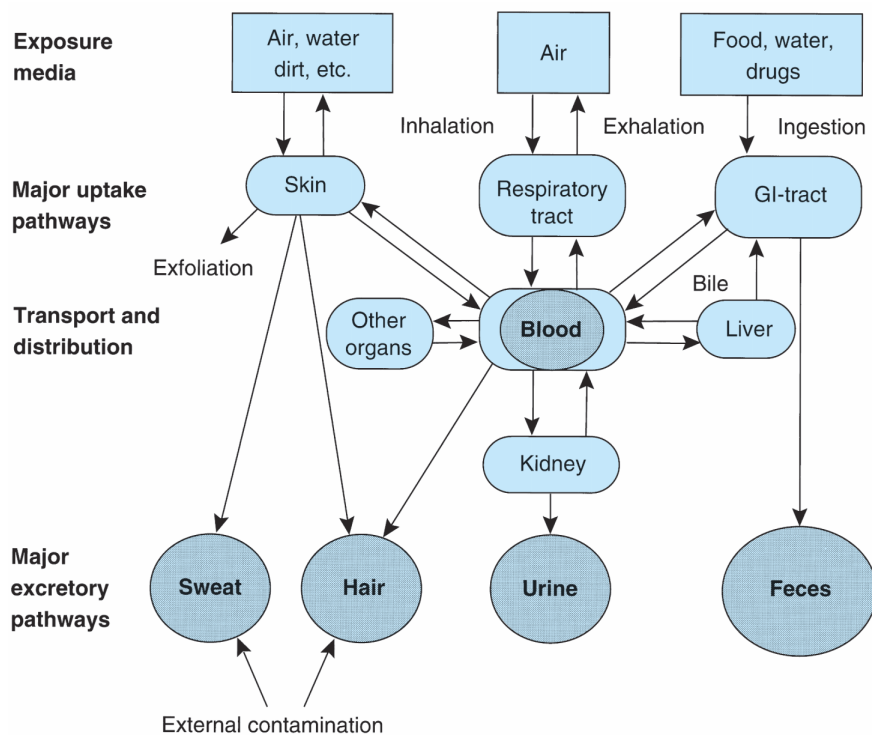 Exposure
media
Air, water
dirt, etc.
Air
Food, water,
drugs
Inhalation
Exhalation
Ingestion
Major uptake
pathways
Skin
Respiratory
tract
GI-tract
Exfoliation
Bile
Transport and
distribution
Other
organs
Blood
Liver
Kidney
Major
excretory
pathways
Sweat
Hair
Urine
Feces
External contamination